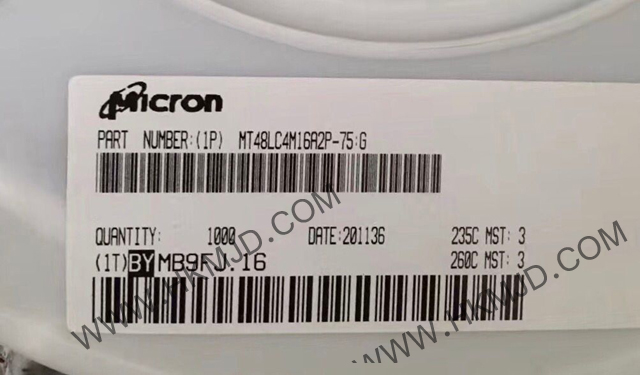 Micron
PART NUMBER:(1P) MT48LC4M16A2P-75:G
QUANTITY: 1000 DATE:201136 235C MST: 3
(1T)BYMB9FJ.16 260C MST: 3
WWW.HKMJD.COM
WWW.HKMJD.COM